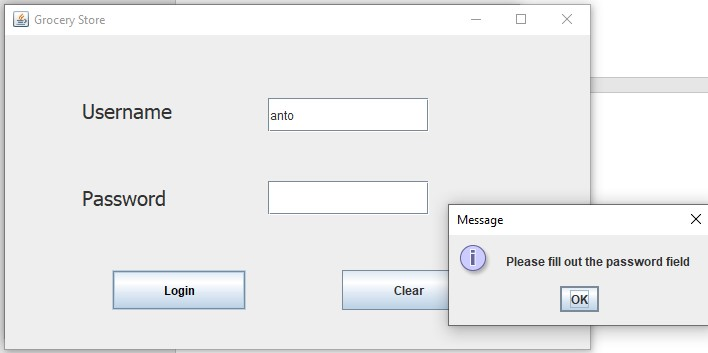 Grocery Store
Username
anto
Password
Message
Please fill out the password field
OK
Login
Clear